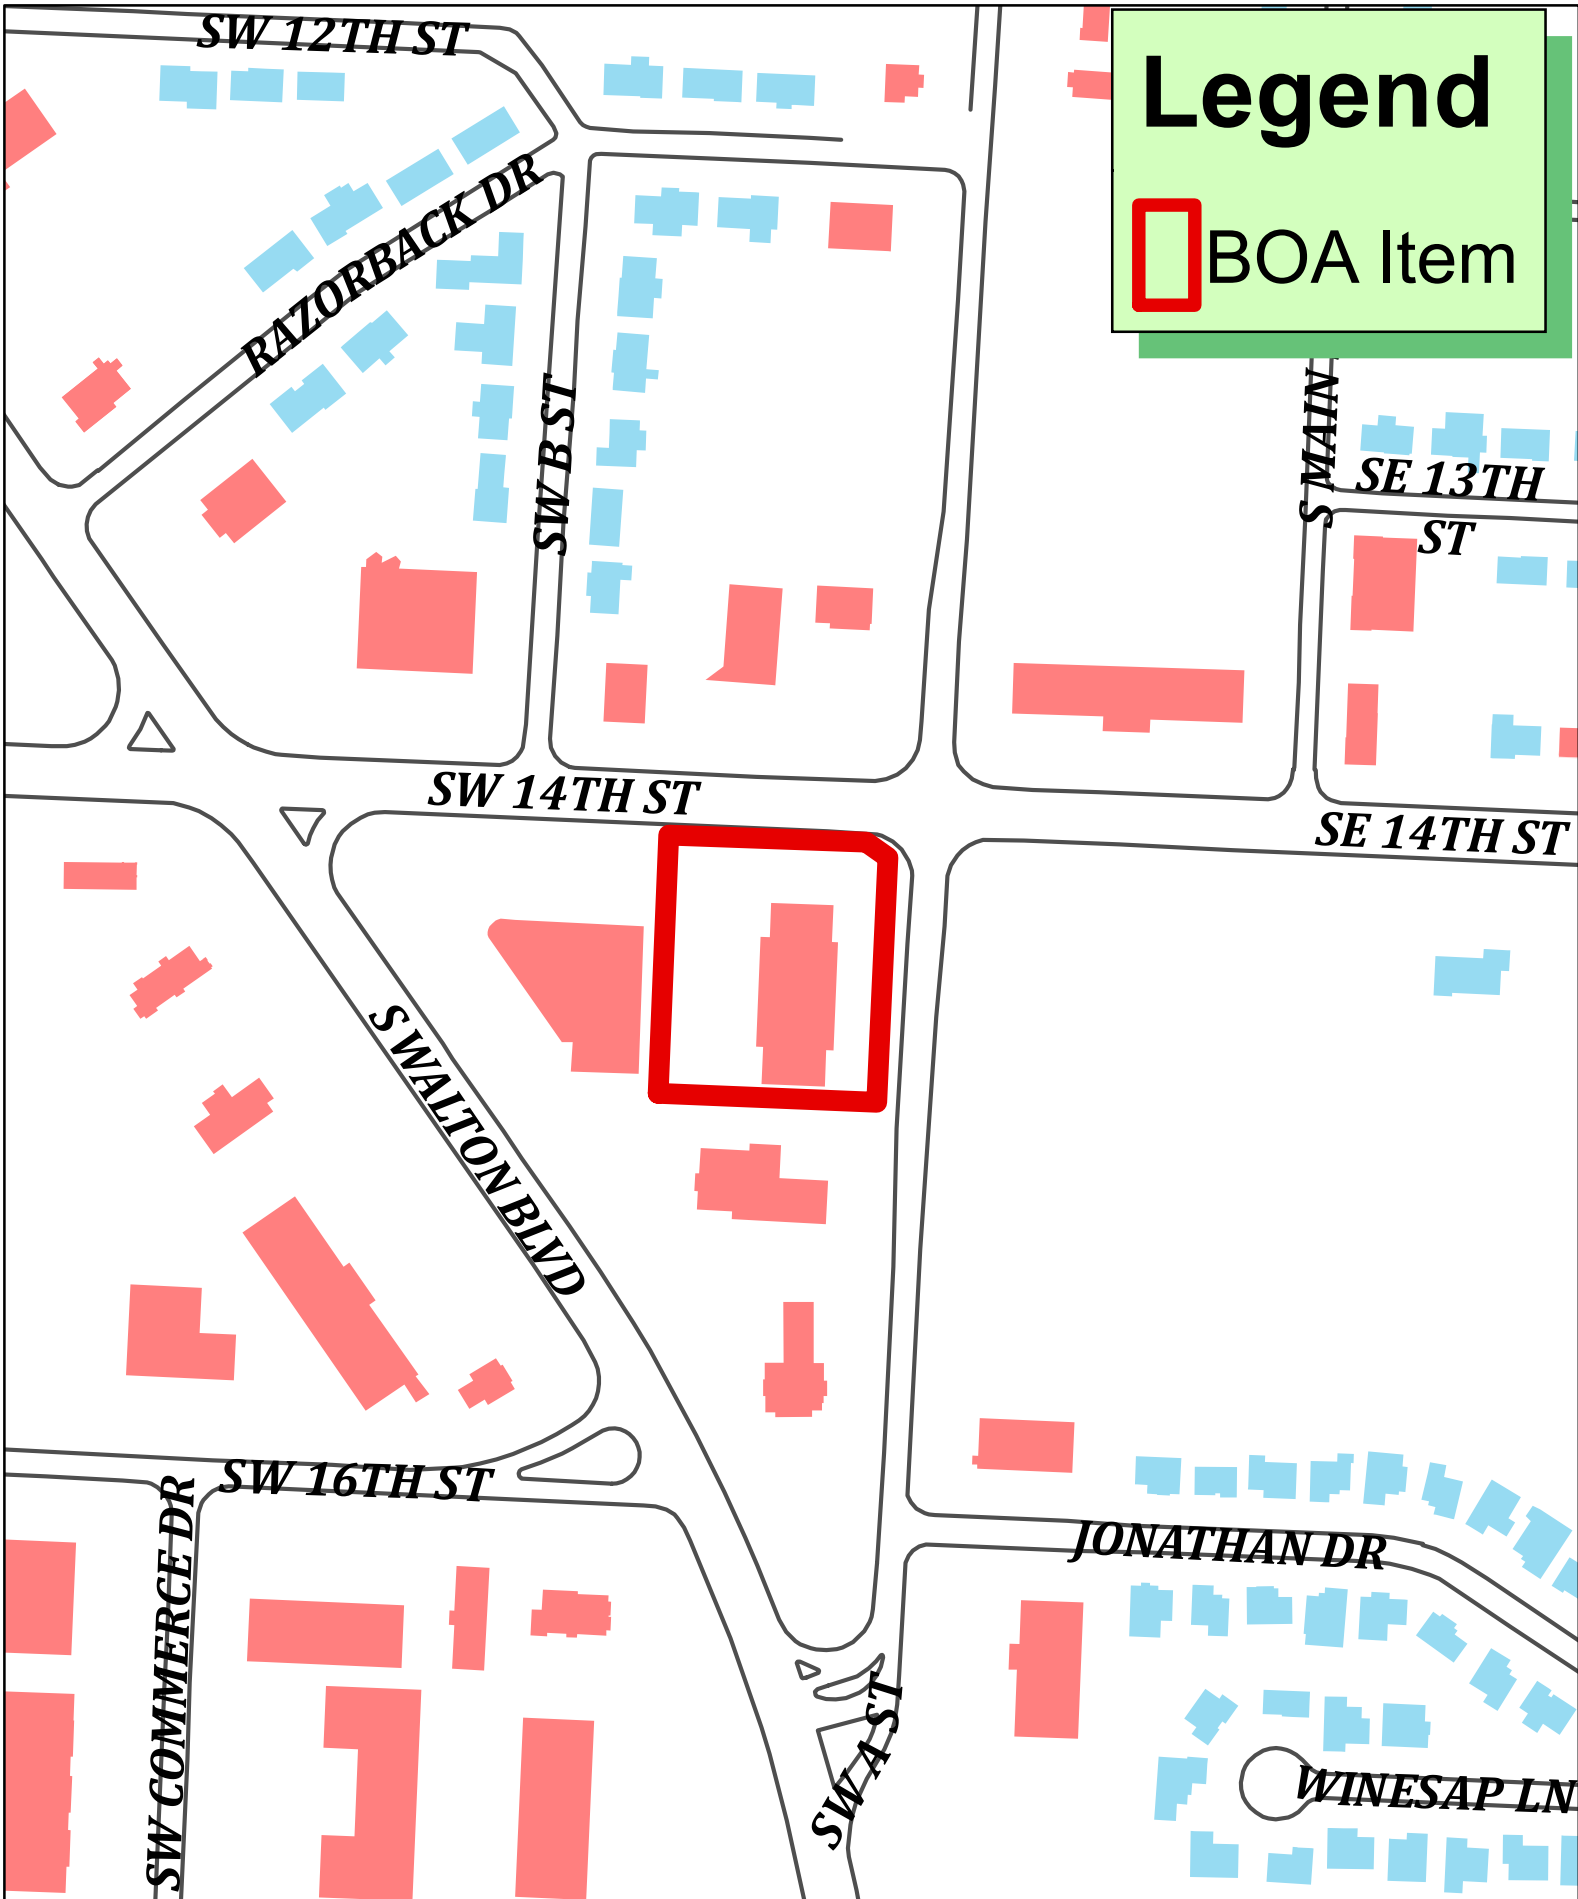 SW 12TH ST
Legend
BOA Item
RAZORBACK DR
SW B ST
S MAIN
SE 13TH
ST
SW 14TH ST
SE 14TH ST
S WALTON BLVD
SW 16TH ST
SW COMMERCE DR
JONATHAN DR
SW A ST
WINESAP LN